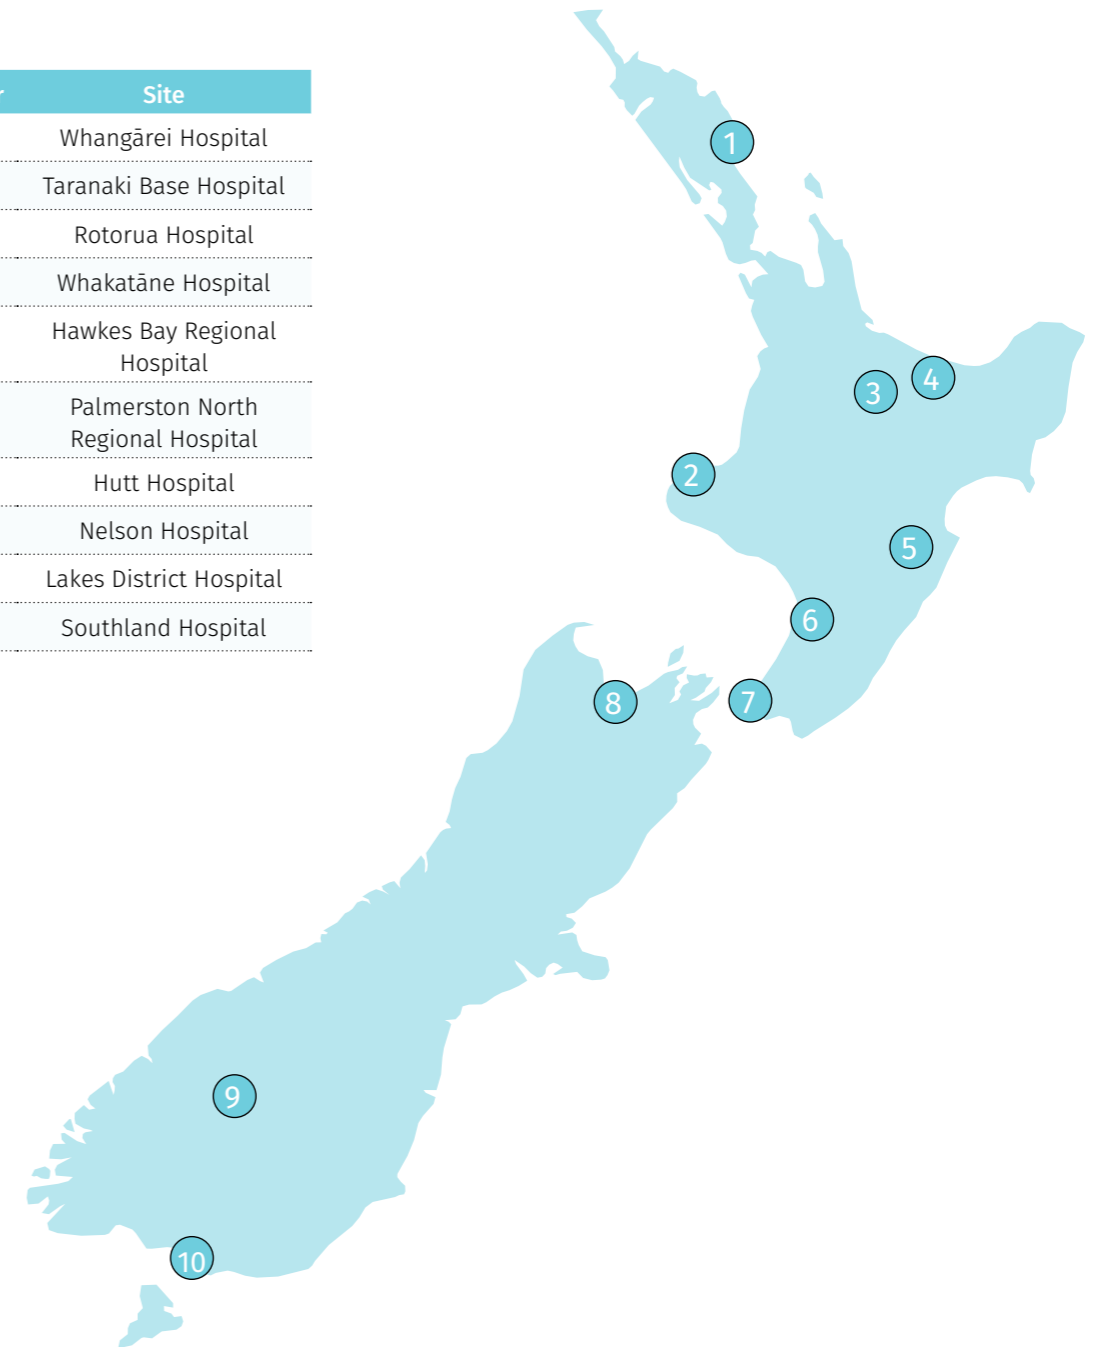 r Site
Whangārei Hospital
Taranaki Base Hospital
Rotorua Hospital
Whakatāne Hospital
Hawkes Bay Regional
Hospital
Palmerston North
Regional Hospital
Hutt Hospital
Nelson Hospital
Lakes District Hospital
Southland Hospital
1
2
3
4
5
6
7
8
9
10